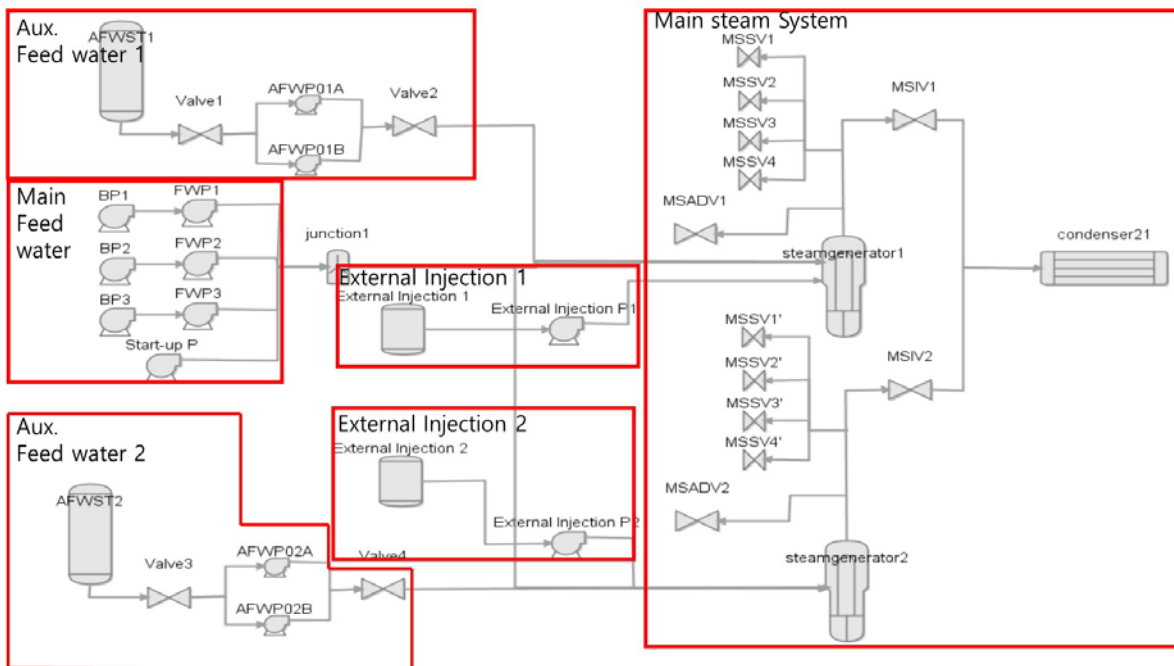 Aux.
Feed water 1
AFWST1
Valve1
AFWP01A
AFWP01B
Valve2
Main
Feed
water
BP1
FWP1
BP2
FWP2
BP3
FWP3
Start-up P
junction1
External Injection 1
External Injection 1
External Injection P1
Aux.
Feed water 2
AFWST2
Valve3
AFWP02A
AFWP02B
Valve4
External Injection 2
External Injection 2
External Injection P2
Main steam System
MSSV1
MSSV2
MSSV3
MSSV4
MSADV1
MSIV1
steamgenerator1
condenser21
MSSV1'
MSSV2'
MSSV3'
MSSV4'
MSIV2
MSADV2
steamgenerator2